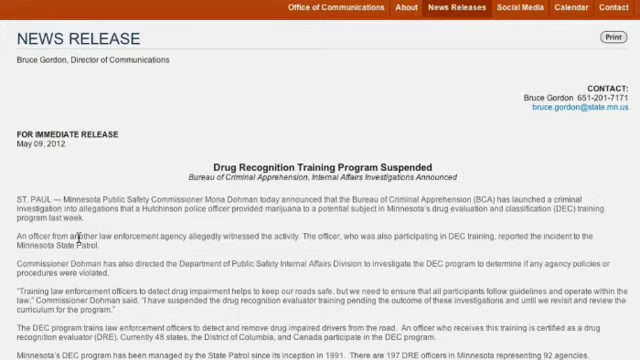 Office of Communications About News Releases Social Media Calendar Contact
NEWS RELEASE
Print
Bruce Gordon, Director of Communications
CONTACT:
Bruce Gordon 651-201-7171
bruce.gordon@state.mn.us
FOR IMMEDIATE RELEASE
May 09, 2012
Drug Recognition Training Program Suspended
Bureau of Criminal Apprehension, Internal Affairs Investigations Announced
ST. PAUL — Minnesota Public Safety Commissioner Mona Dohman today announced that the Bureau of Criminal Apprehension (BCA) has launched a criminal
investigation into allegations that a Hutchinson police officer provided marijuana to a potential subject in Minnesota's drug evaluation and classification (DEC) training
program last week.
An officer from another law enforcement agency allegedly witnessed the activity. The officer, who was also participating in DEC training, reported the incident to the
Minnesota State Patrol.
Commissioner Dohman has also directed the Department of Public Safety Internal Affairs Division to investigate the DEC program to determine if any agency policies or
procedures were violated.
"Training law enforcement officers to detect drug impairment helps to keep our roads safe, but we need to ensure that all participants follow guidelines and operate within the
law," Commissioner Dohman said. "I have suspended the drug recognition evaluator training pending the outcome of these investigations and until we revisit and review the
curriculum for the program."
The DEC program trains law enforcement officers to detect and remove drug impaired drivers from the road. An officer who receives this training is certified as a drug
recognition evaluator (DRE). Currently 48 states, the District of Columbia, and Canada participate in the DEC program.
Minnesota's DEC program has been managed by the State Patrol since its inception in 1991. There are 197 DRE officers in Minnesota representing 92 agencies.